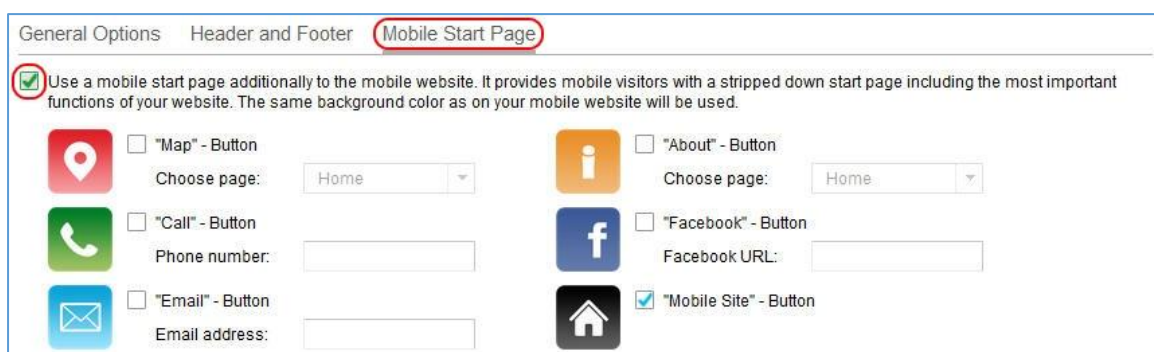 General Options Header and Footer Mobile Start Page
Use a mobile start page additionally to the mobile website. It provides mobile visitors with a stripped down start page including the most important
functions of your website. The same background color as on your mobile website will be used.
"Map" - Button
Choose page: Home
"About" - Button
Choose page: Home
"Call" - Button
Phone number:
"Facebook" - Button
Facebook URL:
"Email" - Button
Email address:
"Mobile Site" - Button